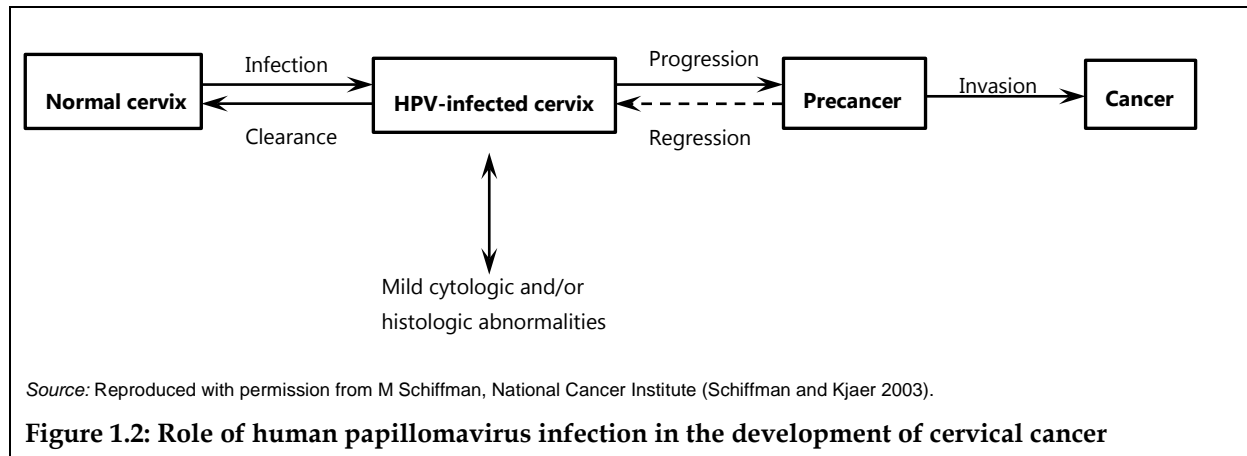 Infection
Progression
Normal cervix
HPV-infected cervix
Precancer
Invasion
Cancer
Clearance
Regression
Mild cytologic and/or
histologic abnormalities
Source: Reproduced with permission from M Schiffman, National Cancer Institute (Schiffman and Kjaer 2003).
Figure 1.2: Role of human papillomavirus infection in the development of cervical cancer